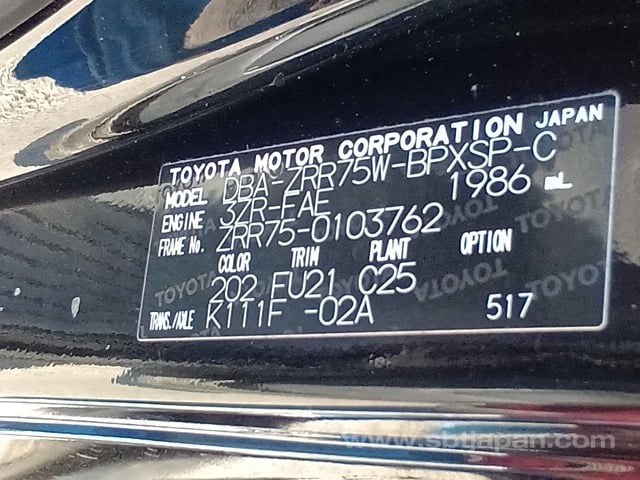 TOYOTA MOTOR CORPORATION JAPAN
MODEL DBA-ZRR75W-BPXSP-C
ENGINE 3ZR-FAE 1986 mL
FRAME No. ZRR75-0103762
COLOR TRIM PLANT OPTION
202 FU21 C25
TRANS./AXLE K111F -02A 517
www.sbtjapan.com